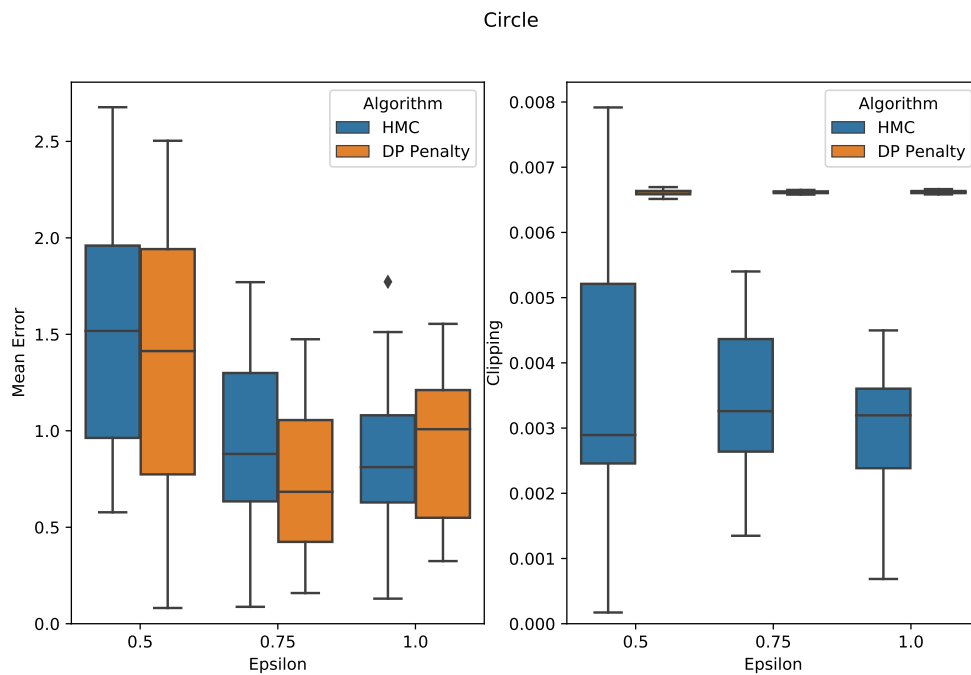 Circle
Mean Error
2.5
2.0
1.5
1.0
0.5
0.0
Algorithm
HMC
DP Penalty
0.5 0.75 1.0
Epsilon
Clipping
0.008
0.007
0.006
0.005
0.004
0.003
0.002
0.001
0.000
Algorithm
HMC
DP Penalty
0.5 0.75 1.0
Epsilon